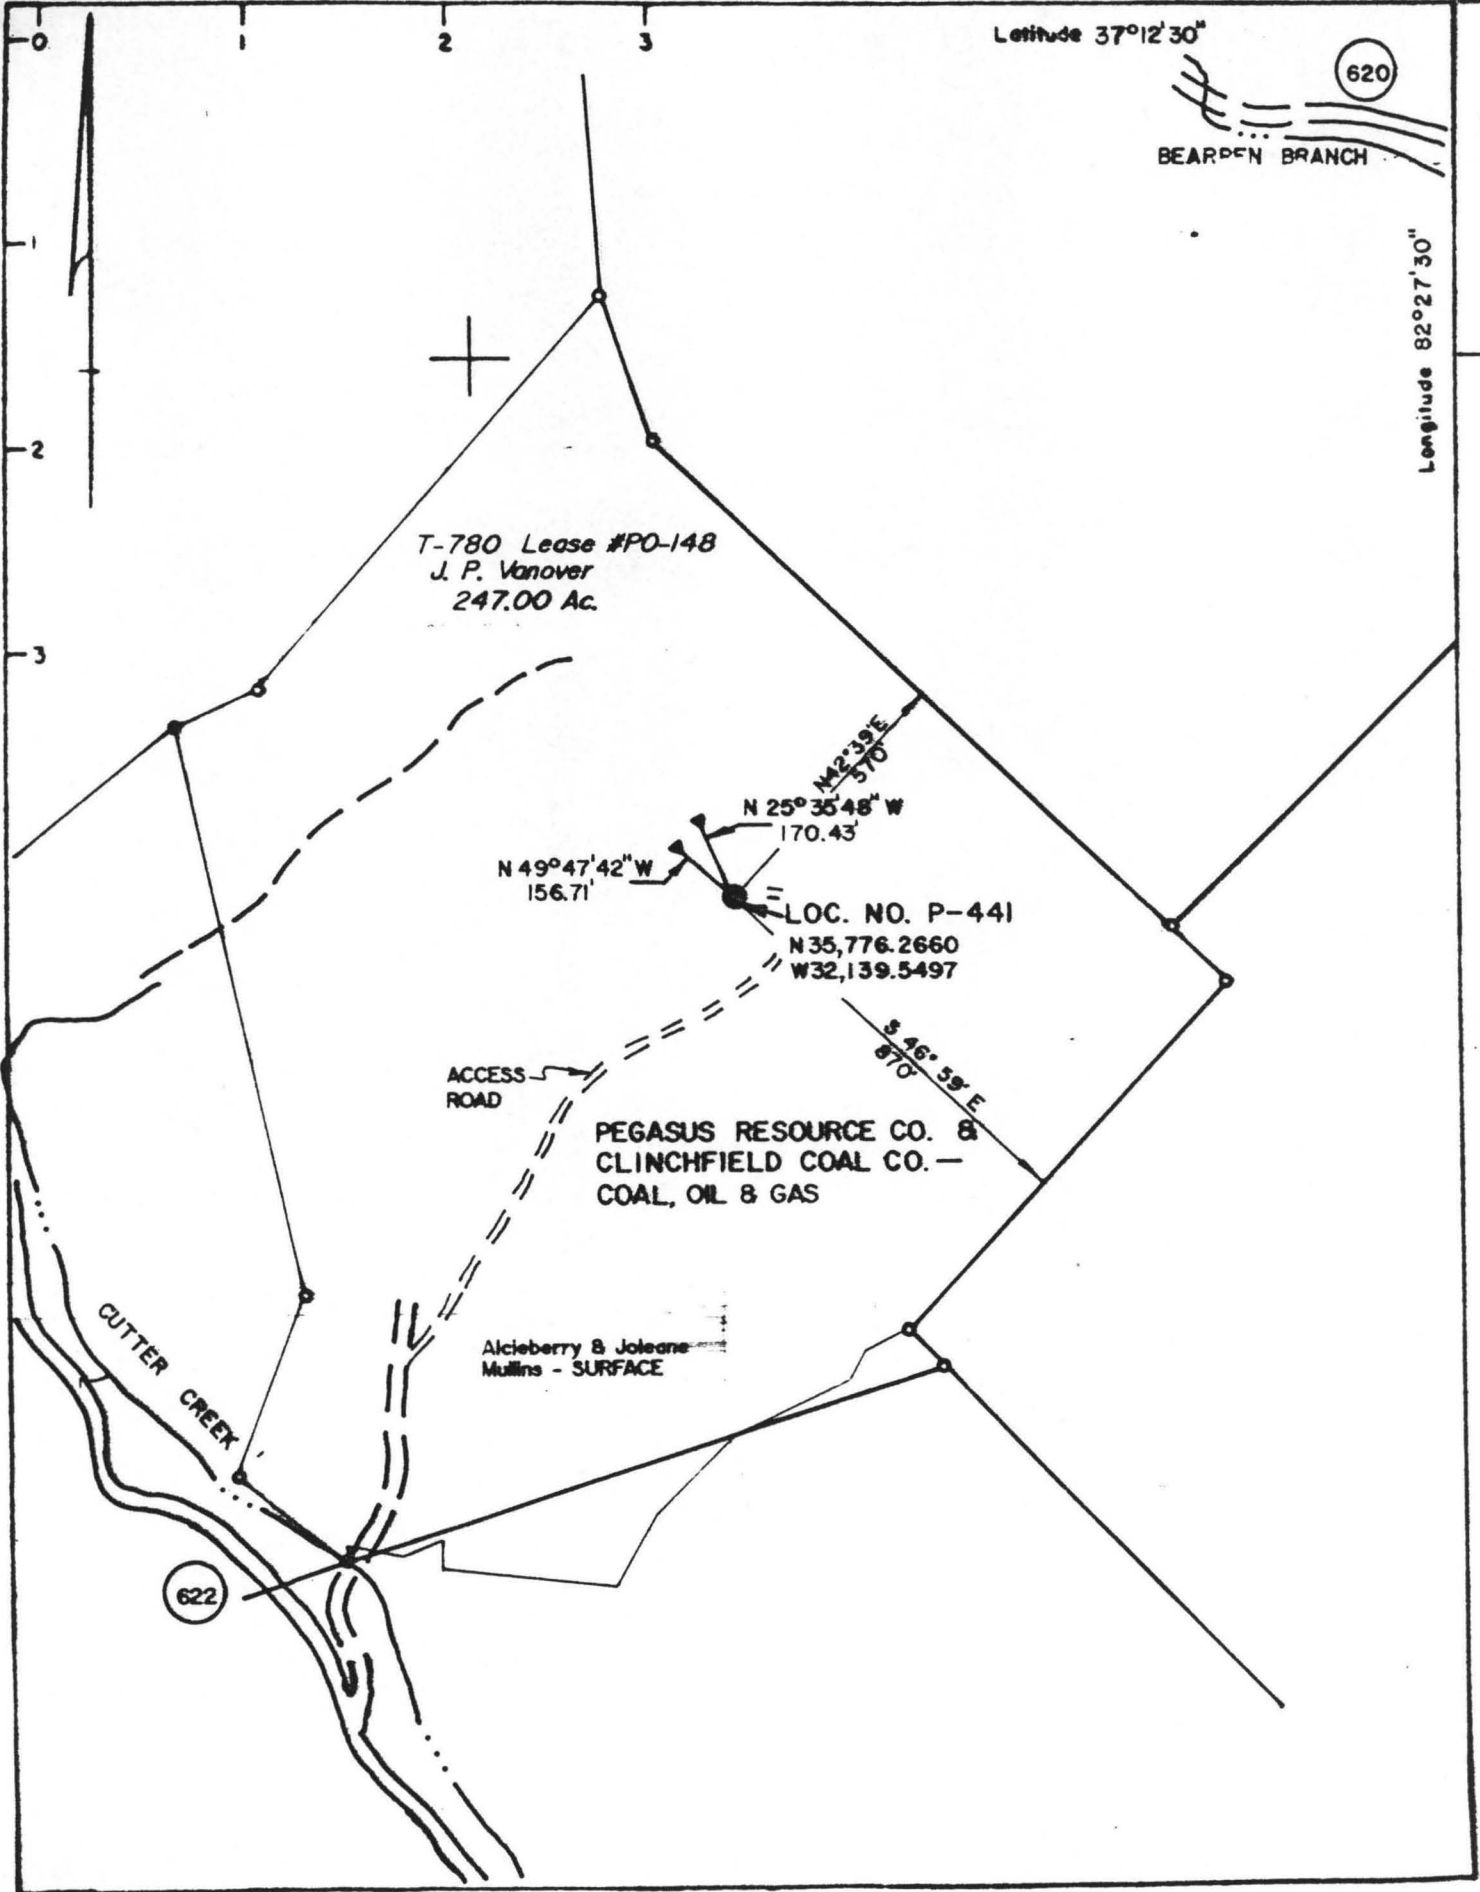 0 1 2 3
Latitude 37°12'30"
620
BEARPEN BRANCH
1
Longitude 82°27'30"
2
T-780 Lease #PO-148
J. P. Vanover
247.00 Ac.
3
N42°39'E
570'
N 25° 35'48" W
170.43'
N 49°47'42" W
156.71'
LOC. NO. P-441
N35,776.2660
W32,139.5497
S 46° 59' E
870'
ACCESS
ROAD
PEGASUS RESOURCE CO. &
CLINCHFIELD COAL CO. —
COAL, OIL & GAS
CUTTER CREEK
Alcieberry & Joleane
Mullins - SURFACE
622